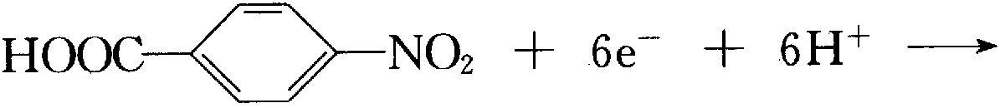 HOOC NO₂ + 6e⁻ + 6H⁺ ⟶